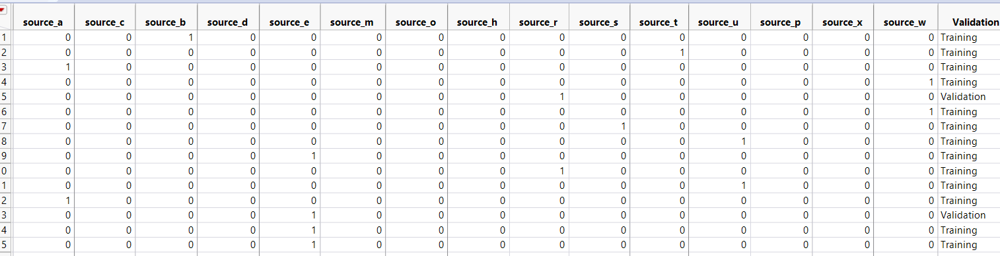 source_a source_c source_b source_d source_e source_m source_o source_h source_r source_s source_t source_u source_p source_x source_w Validation
1 0 0 1 0 0 0 0 0 0 0 0 0 0 0 0 Training
2 0 0 0 0 0 0 0 0 0 0 1 0 0 0 0 Training
3 1 0 0 0 0 0 0 0 0 0 0 0 0 0 0 Training
4 0 0 0 0 0 0 0 0 0 0 0 0 0 0 1 Training
5 0 0 0 0 0 0 0 0 1 0 0 0 0 0 0 Validation
6 0 0 0 0 0 0 0 0 0 0 0 0 0 0 1 Training
7 0 0 0 0 0 0 0 0 0 1 0 0 0 0 0 Training
8 0 0 0 0 0 0 0 0 0 0 0 1 0 0 0 Training
9 0 0 0 0 1 0 0 0 0 0 0 0 0 0 0 Training
0 0 0 0 0 0 0 0 0 1 0 0 0 0 0 0 Training
1 0 0 0 0 0 0 0 0 0 0 0 1 0 0 0 Training
2 1 0 0 0 0 0 0 0 0 0 0 0 0 0 0 Training
3 0 0 0 0 1 0 0 0 0 0 0 0 0 0 0 Validation
4 0 0 0 0 1 0 0 0 0 0 0 0 0 0 0 Training
5 0 0 0 0 1 0 0 0 0 0 0 0 0 0 0 Training